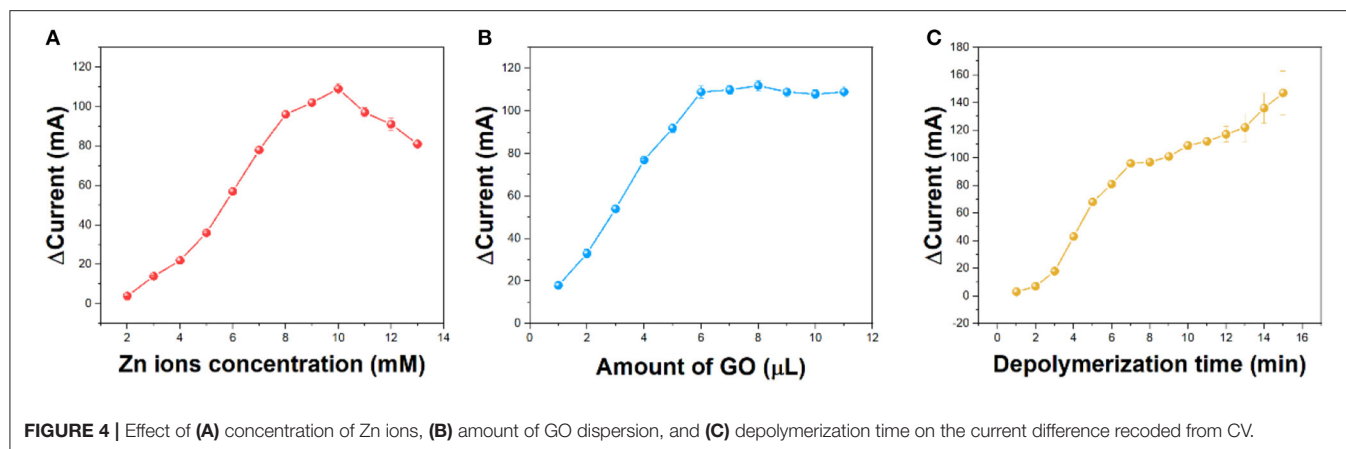 A
ΔCurrent (mA)
120
100
80
60
40
20
0
2 4 6 8 10 12 14
Zn ions concentration (mM)
B
ΔCurrent (mA)
120
100
80
60
40
20
0
0 2 4 6 8 10 12
Amount of GO (μL)
C
ΔCurrent (mA)
180
160
140
120
100
80
60
40
20
0
-20
0 2 4 6 8 10 12 14 16
Depolymerization time (min)
FIGURE 4 | Effect of (A) concentration of Zn ions, (B) amount of GO dispersion, and (C) depolymerization time on the current difference recoded from CV.